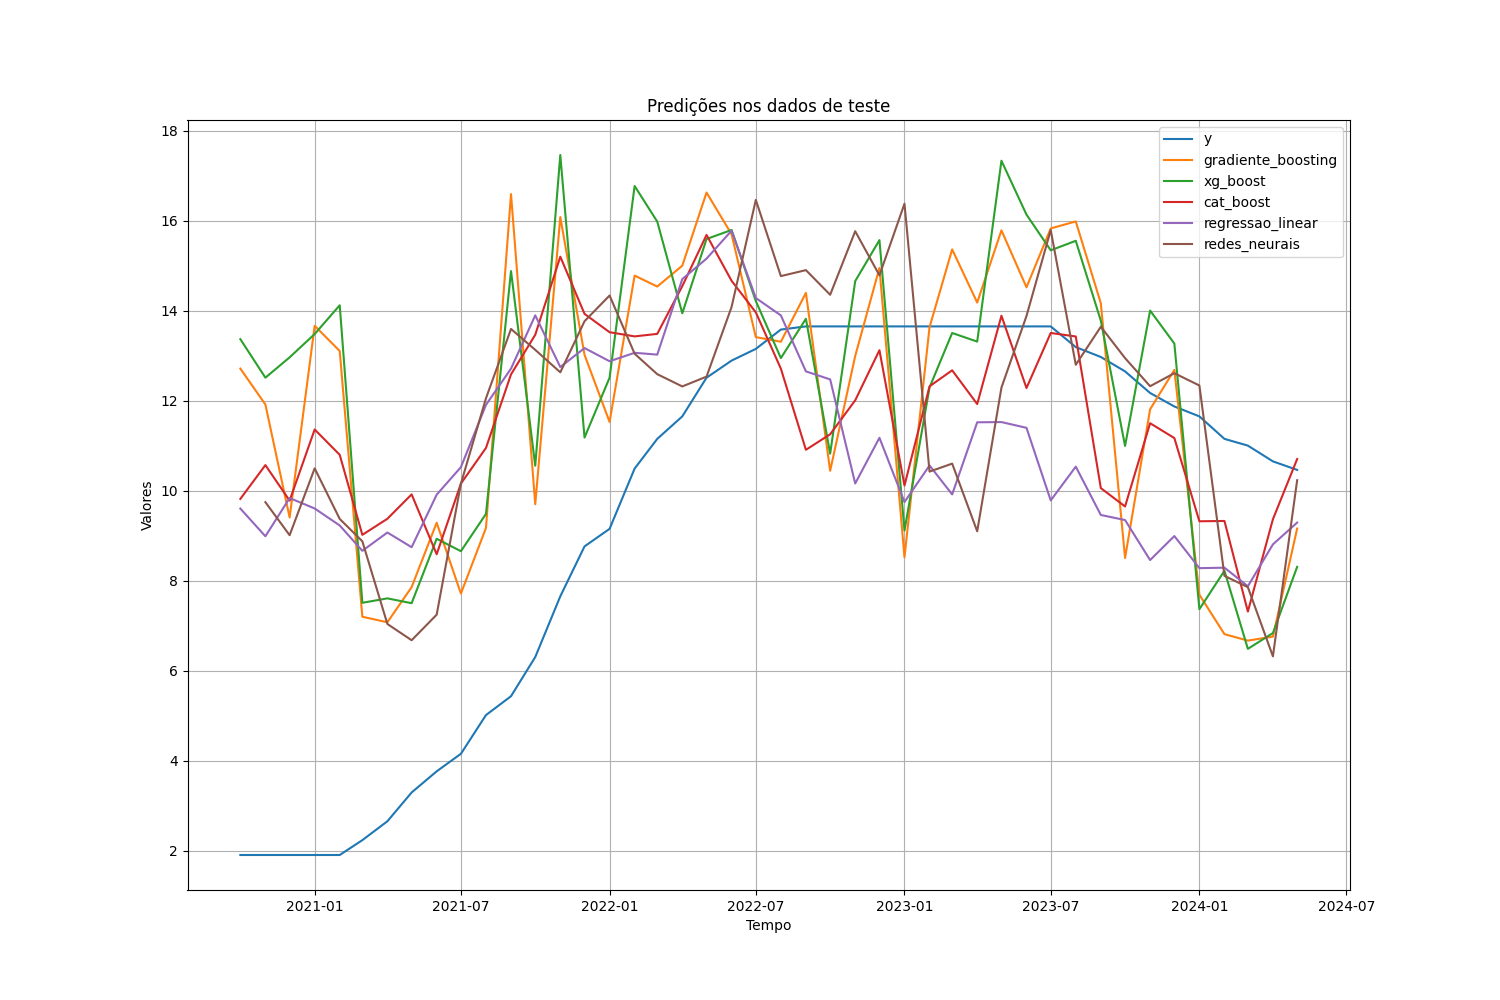 Predições nos dados de teste
y
gradiente_boosting
xg_boost
cat_boost
regressao_linear
redes_neurais
Valores
18
16
14
12
10
8
6
4
2
2021-01
2021-07
2022-01
2022-07
2023-01
2023-07
2024-01
2024-07
Tempo